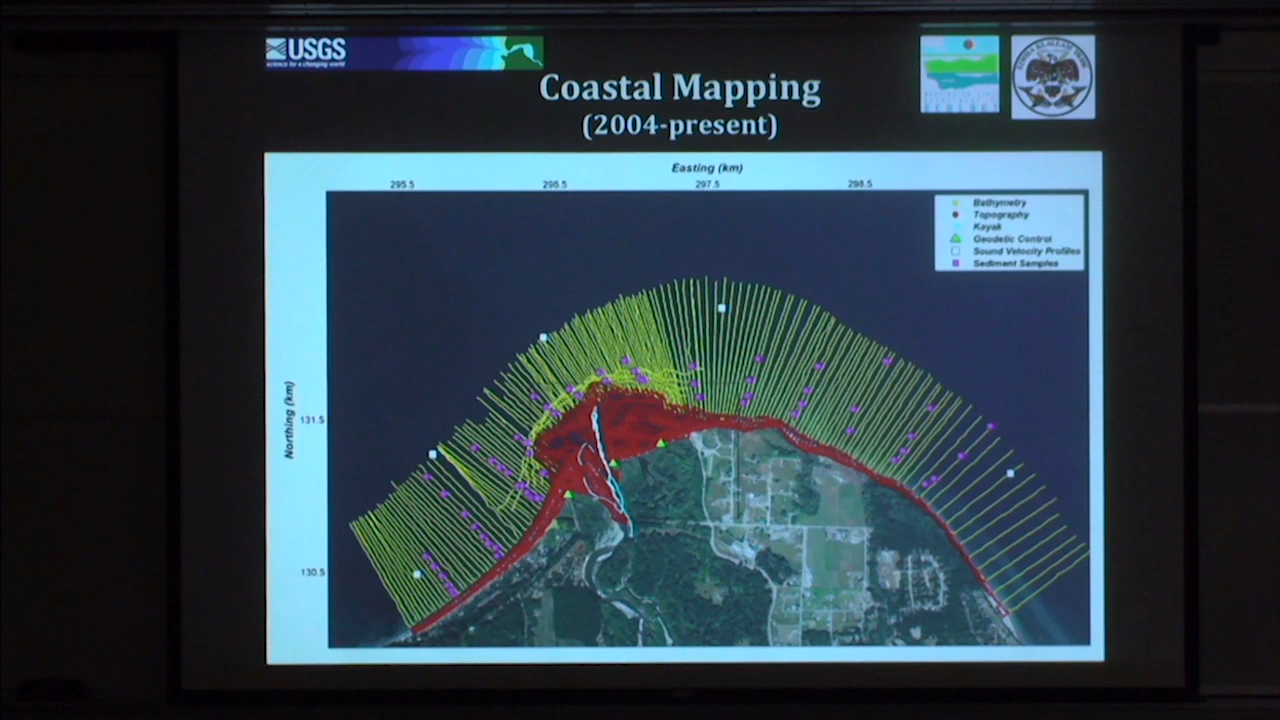 USGS
science for a changing world
Coastal Mapping
(2004-present)
ECOLOGY
Easting (km)
295.5 296.5 297.5 298.5
Bathymetry
Topography
Kayak
Geodetic Control
Sound Velocity Profiles
Sediment Samples
Northing (km)
131.5
130.5